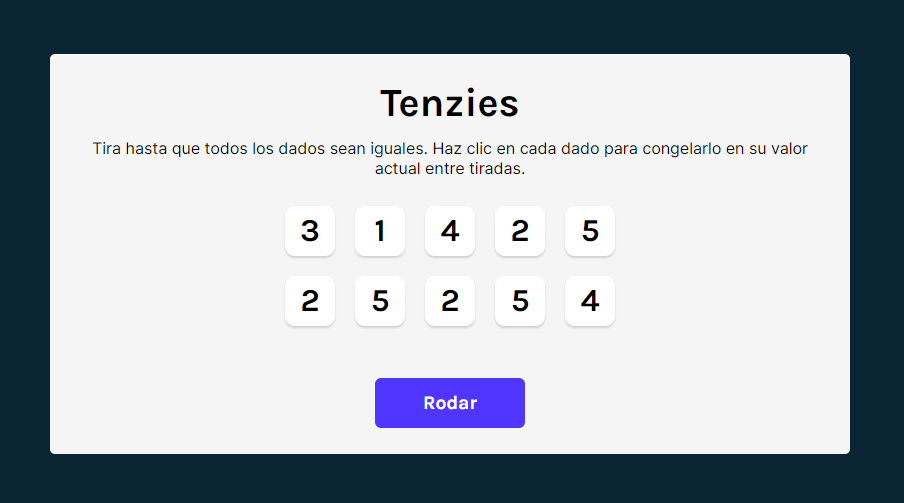 Tenzies
Tira hasta que todos los dados sean iguales. Haz clic en cada dado para congelarlo en su valor
actual entre tiradas.
3 1 4 2 5
2 5 2 5 4
Rodar